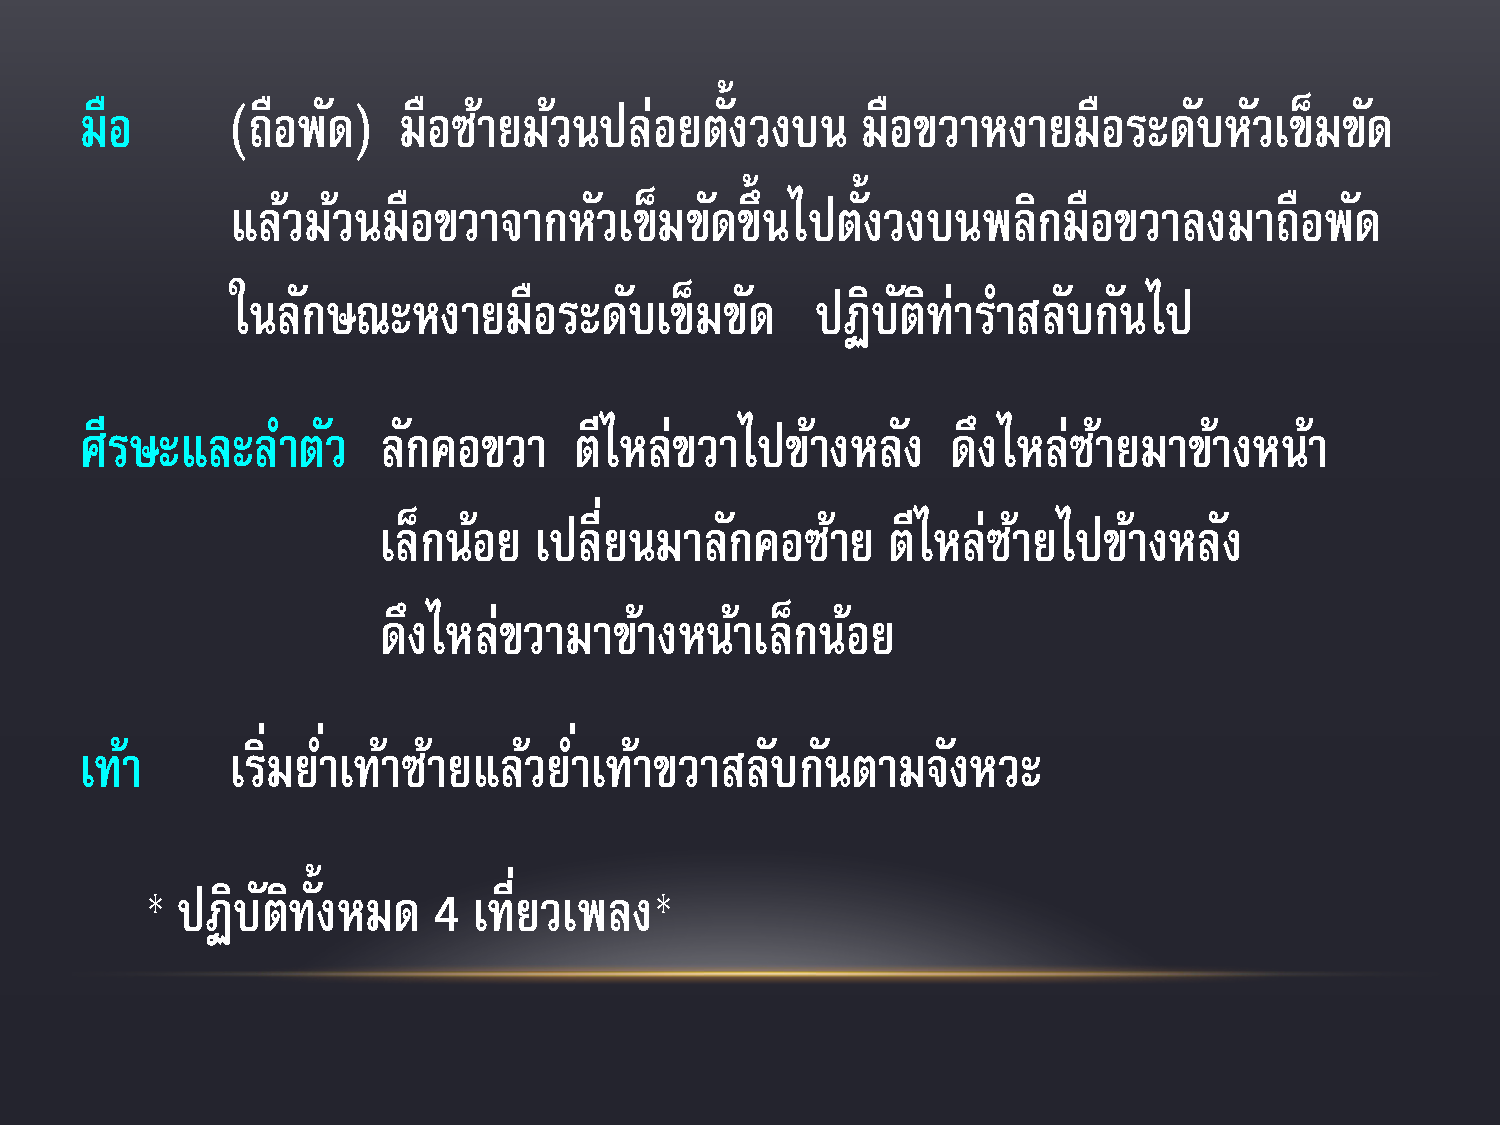 มือ (ถือพัด) มือซ้ายม้วนปล่อยตั้งวงบน มือขวาหงายมือระดับหัวเข็มขัด
แล้วม้วนมือขวาจากหัวเข็มขัดขึ้นไปตั้งวงบนพลิกมือขวาลงมาถือพัด
ในลักษณะหงายมือระดับเข็มขัด ปฏิบัติท่ารำสลับกันไป
ศีรษะและลำตัว ลักคอขวา ตีไหล่ขวาไปข้างหลัง ดึงไหล่ซ้ายมาข้างหน้า
เล็กน้อย เปลี่ยนมาลักคอซ้าย ตีไหล่ซ้ายไปข้างหลัง
ดึงไหล่ขวามาข้างหน้าเล็กน้อย
เท้า เริ่มย่ำเท้าซ้ายแล้วย่ำเท้าขวาสลับกันตามจังหวะ
* ปฏิบัติทั้งหมด 4 เที่ยวเพลง*